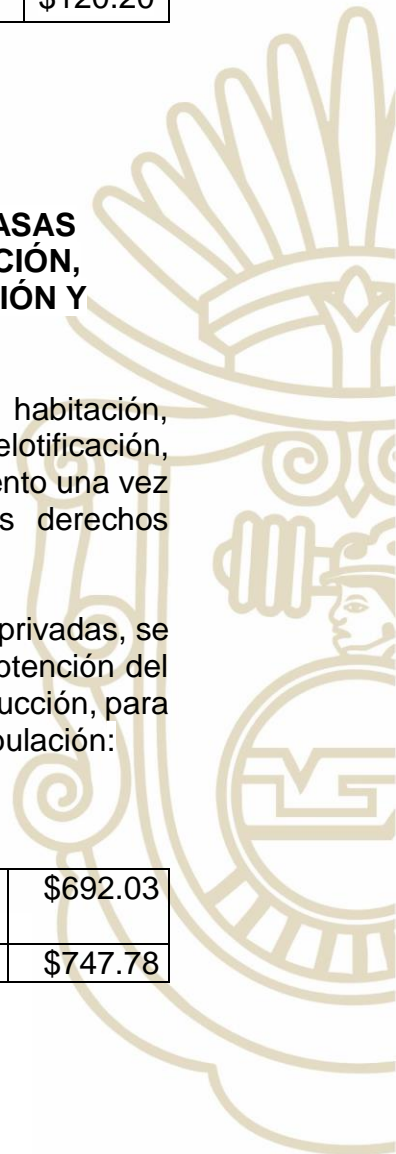 $120.20
ASAS
CIÓN,
IÓN Y
habitación,
elotificación,
ento una vez
s derechos
privadas, se
otención del
ucción, para
oulación:
$692.03
$747.78